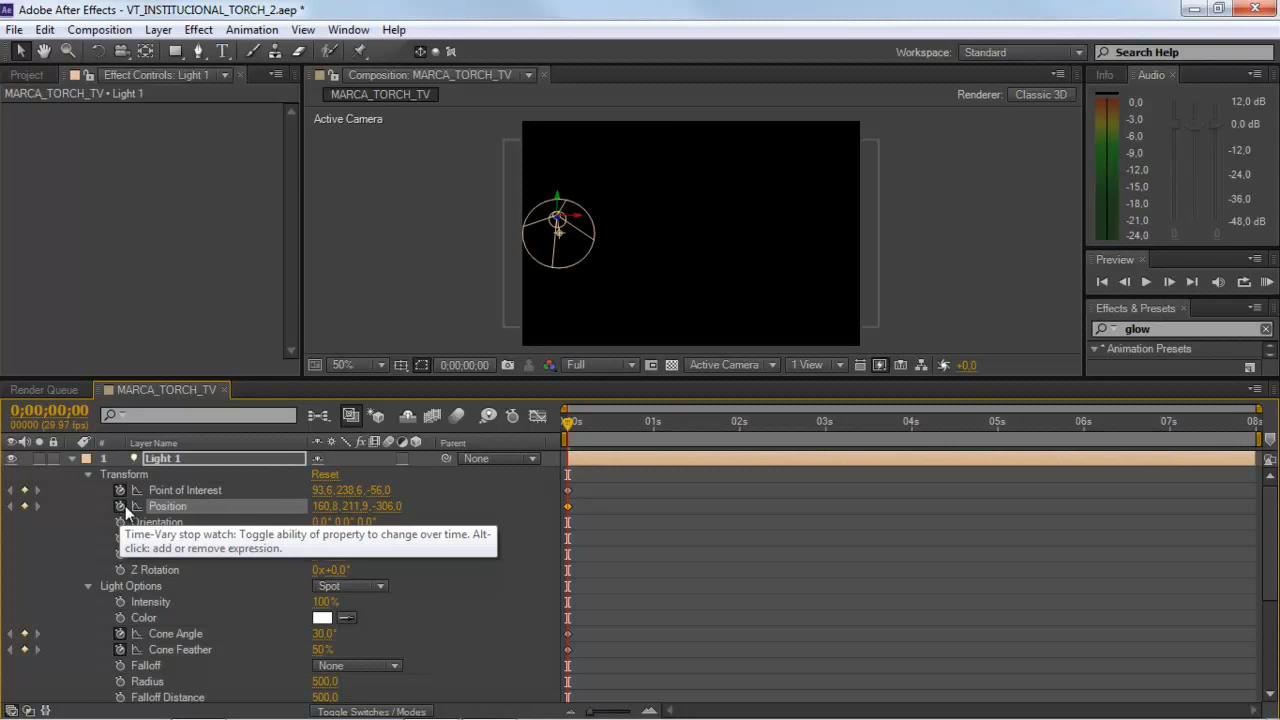 Adobe After Effects - VT_INSTITUCIONAL_TORCH_2.aep *
File Edit Composition Layer Effect Animation View Window Help
Workspace: Standard Search Help
Project Effect Controls: Light 1 Composition: MARCA_TORCH_TV Info Audio
MARCA_TORCH_TV • Light 1
MARCA_TORCH_TV
Renderer: Classic 3D
Active Camera
0,0
-3,0
-6,0
-9,0
-12,0
-15,0
-18,0
-21,0
-24,0
12,0 dB
0.0 dB
-12,0
-24,0
-36,0
-48,0 dB
Preview
Effects & Presets
glow
Animation Presets
50% 0;00;00;00 Full Active Camera 1 View +0,0
Render Queue MARCA_TORCH_TV
0;00;00;00
00000 (29.97 fps)
:00s 01s 02s 03s 04s 05s 06s 07s 08s
# Layer Name Parent
1 Light 1 None
Transform Reset
Point of Interest 93,6,238,6,-56,0
Position 160,8,211,9,-306,0
Orientation 0,0°,0,0°,0,0°
Time-Vary stop watch: Toggle ability of property to change over time. Alt-
click: add or remove expression.
Z Rotation 0x+0,0°
Light Options Spot
Intensity 100%
Color
Cone Angle 30,0°
Cone Feather 50%
Falloff None
Radius 500,0
Falloff Distance 500,0
Toggle Switches / Modes